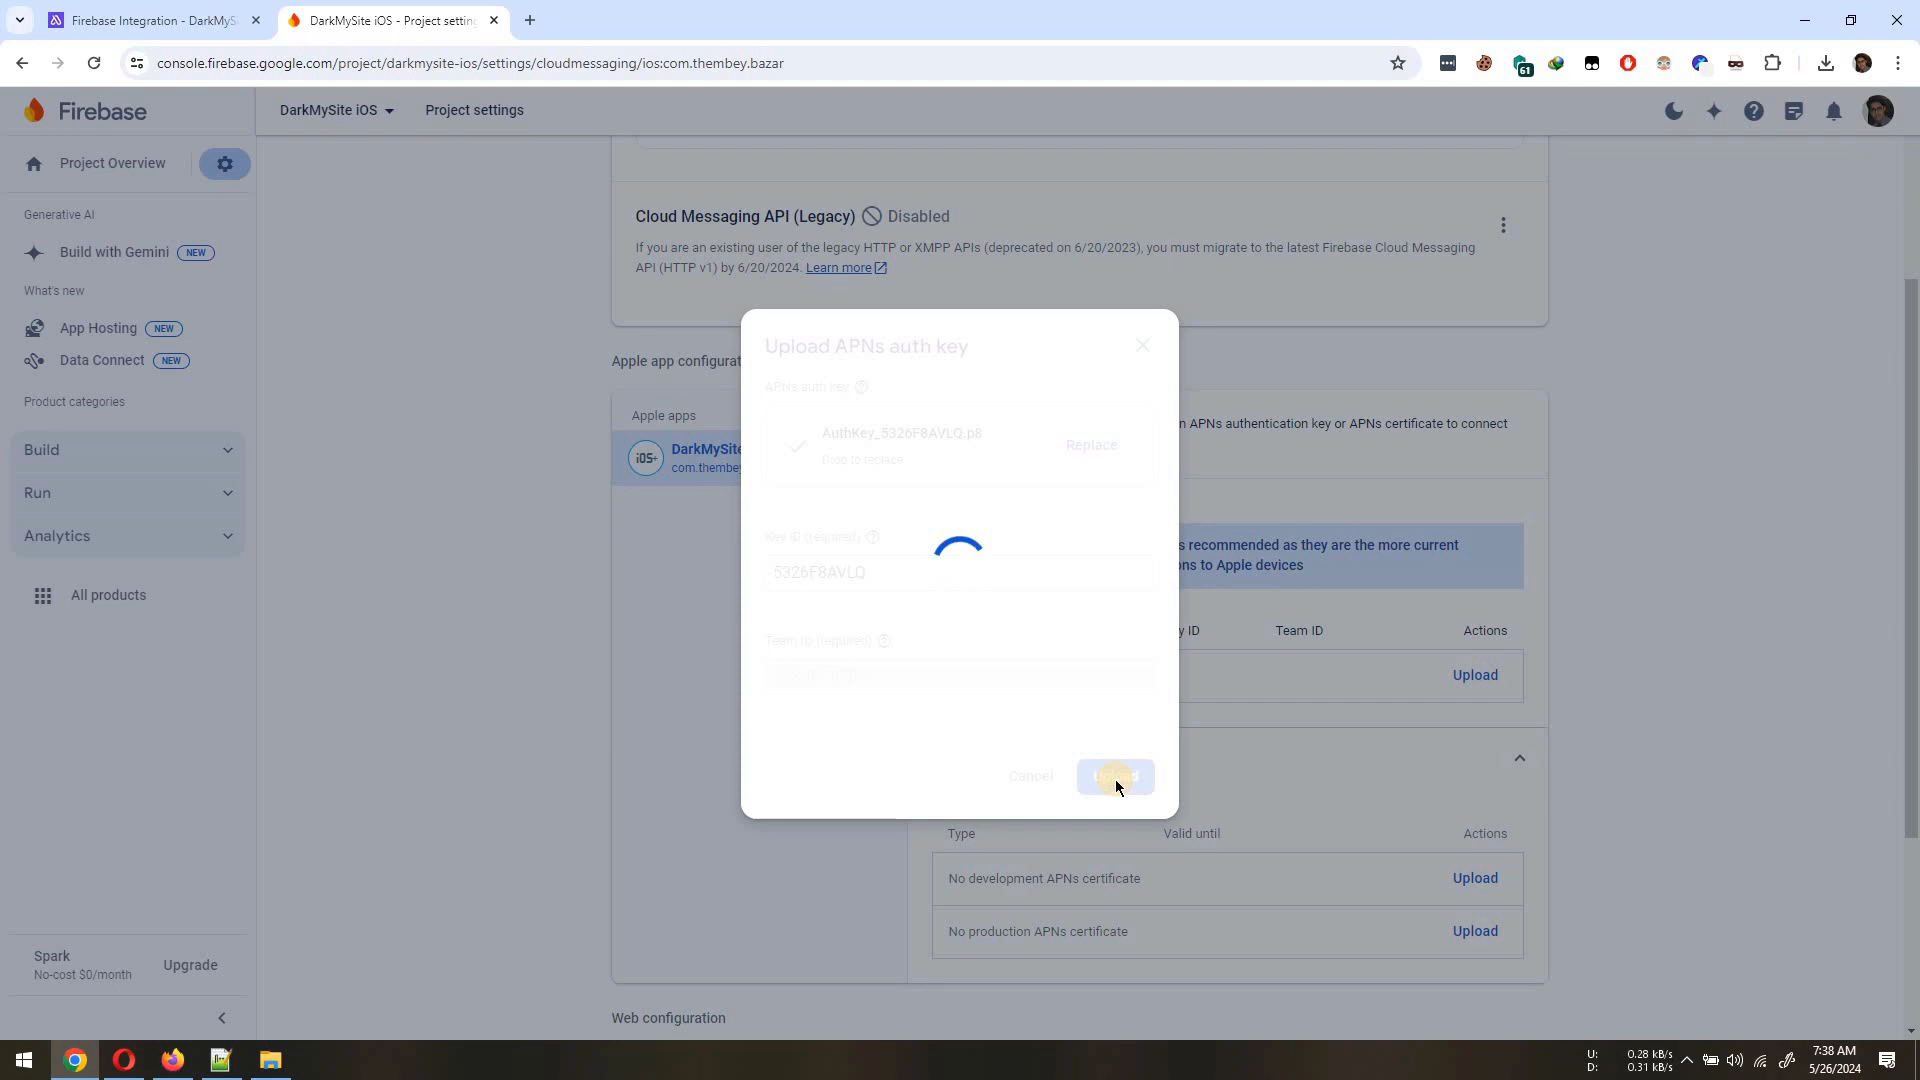 Firebase Integration - DarkMyS
DarkMySite iOS - Project settin
console.firebase.google.com/project/darkmysite-ios/settings/cloudmessaging/ios:com.thembey.bazar
61
Firebase
DarkMySite iOS
Project settings
Project Overview
Generative AI
Build with Gemini NEW
What's new
App Hosting NEW
Data Connect NEW
Product categories
Build
Run
Analytics
All products
Spark
No-cost $0/month
Upgrade
Cloud Messaging API (Legacy) Disabled
If you are an existing user of the legacy HTTP or XMPP APIs (deprecated on 6/20/2023), you must migrate to the latest Firebase Cloud Messaging
API (HTTP v1) by 6/20/2024. Learn more
Apple app configurat
Apple apps
iOS+
DarkMySite
com.thembey
n APNs authentication key or APNs certificate to connect
s recommended as they are the more current
ns to Apple devices
y ID Team ID Actions
Upload
Upload APNs auth key
APNs auth key
AuthKey_5326F8AVLQ.p8
Drop to replace
Replace
Key ID (required)
5326F8AVLQ
Team ID (required)
Cancel
Upload
Type Valid until Actions
No development APNs certificate Upload
No production APNs certificate Upload
Web configuration
U: 0.28 kB/s
D: 0.31 kB/s
7:38 AM
5/26/2024